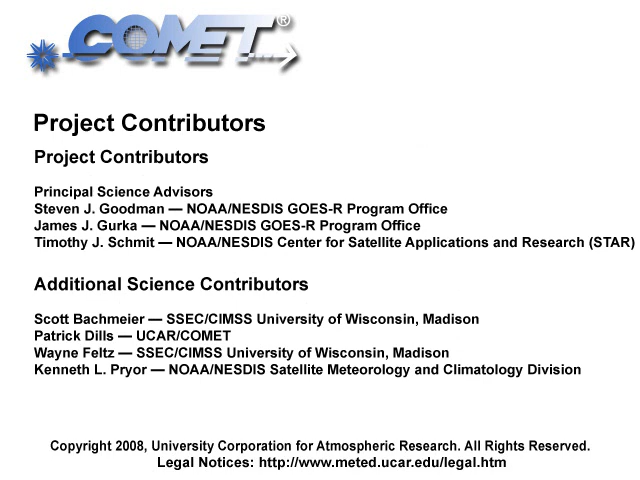 COMET®
Project Contributors
Project Contributors
Principal Science Advisors
Steven J. Goodman — NOAA/NESDIS GOES-R Program Office
James J. Gurka — NOAA/NESDIS GOES-R Program Office
Timothy J. Schmit — NOAA/NESDIS Center for Satellite Applications and Research (STAR)
Additional Science Contributors
Scott Bachmeier — SSEC/CIMSS University of Wisconsin, Madison
Patrick Dills — UCAR/COMET
Wayne Feltz — SSEC/CIMSS University of Wisconsin, Madison
Kenneth L. Pryor — NOAA/NESDIS Satellite Meteorology and Climatology Division
Copyright 2008, University Corporation for Atmospheric Research. All Rights Reserved.
Legal Notices: http://www.meted.ucar.edu/legal.htm